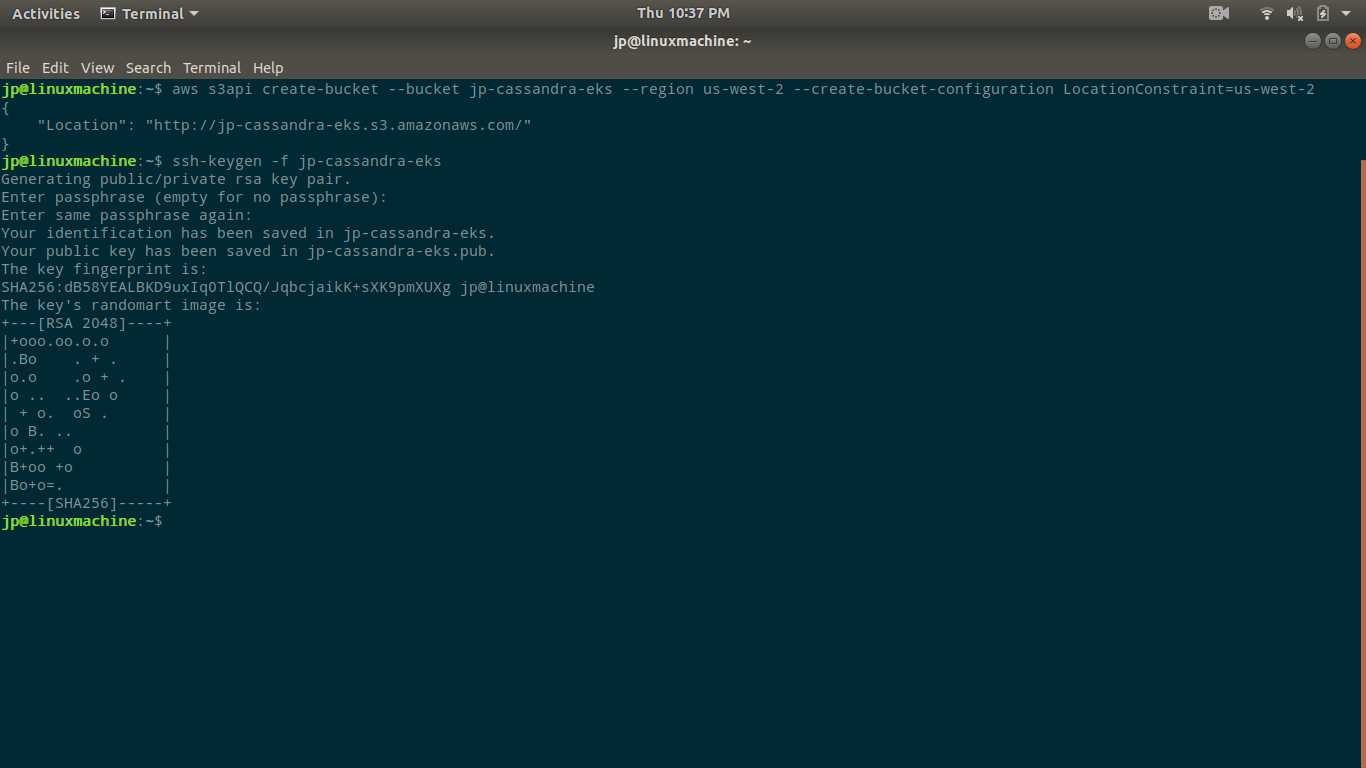 Activities Terminal Thu 10:37 PM
jp@linuxmachine: ~
File Edit View Search Terminal Help
jp@linuxmachine:~$ aws s3api create-bucket --bucket jp-cassandra-eks --region us-west-2 --create-bucket-configuration LocationConstraint=us-west-2
{
    "Location": "http://jp-cassandra-eks.s3.amazonaws.com/"
}
jp@linuxmachine:~$ ssh-keygen -f jp-cassandra-eks
Generating public/private rsa key pair.
Enter passphrase (empty for no passphrase):
Enter same passphrase again:
Your identification has been saved in jp-cassandra-eks.
Your public key has been saved in jp-cassandra-eks.pub.
The key fingerprint is:
SHA256:dB58YEALBKD9uxIq0TlQCQ/JqbcjaikK+sXK9pmXUXg jp@linuxmachine
The key's randomart image is:
+---[RSA 2048]----+
|+ooo.oo.o.o      |
|.Bo    . + .     |
|o.o    .o + .    |
|o ..  ..Eo o     |
| + o.  oS .      |
|o B. ..          |
|o+.++  o         |
|B+oo +o          |
|Bo+o=.           |
+----[SHA256]-----+
jp@linuxmachine:~$